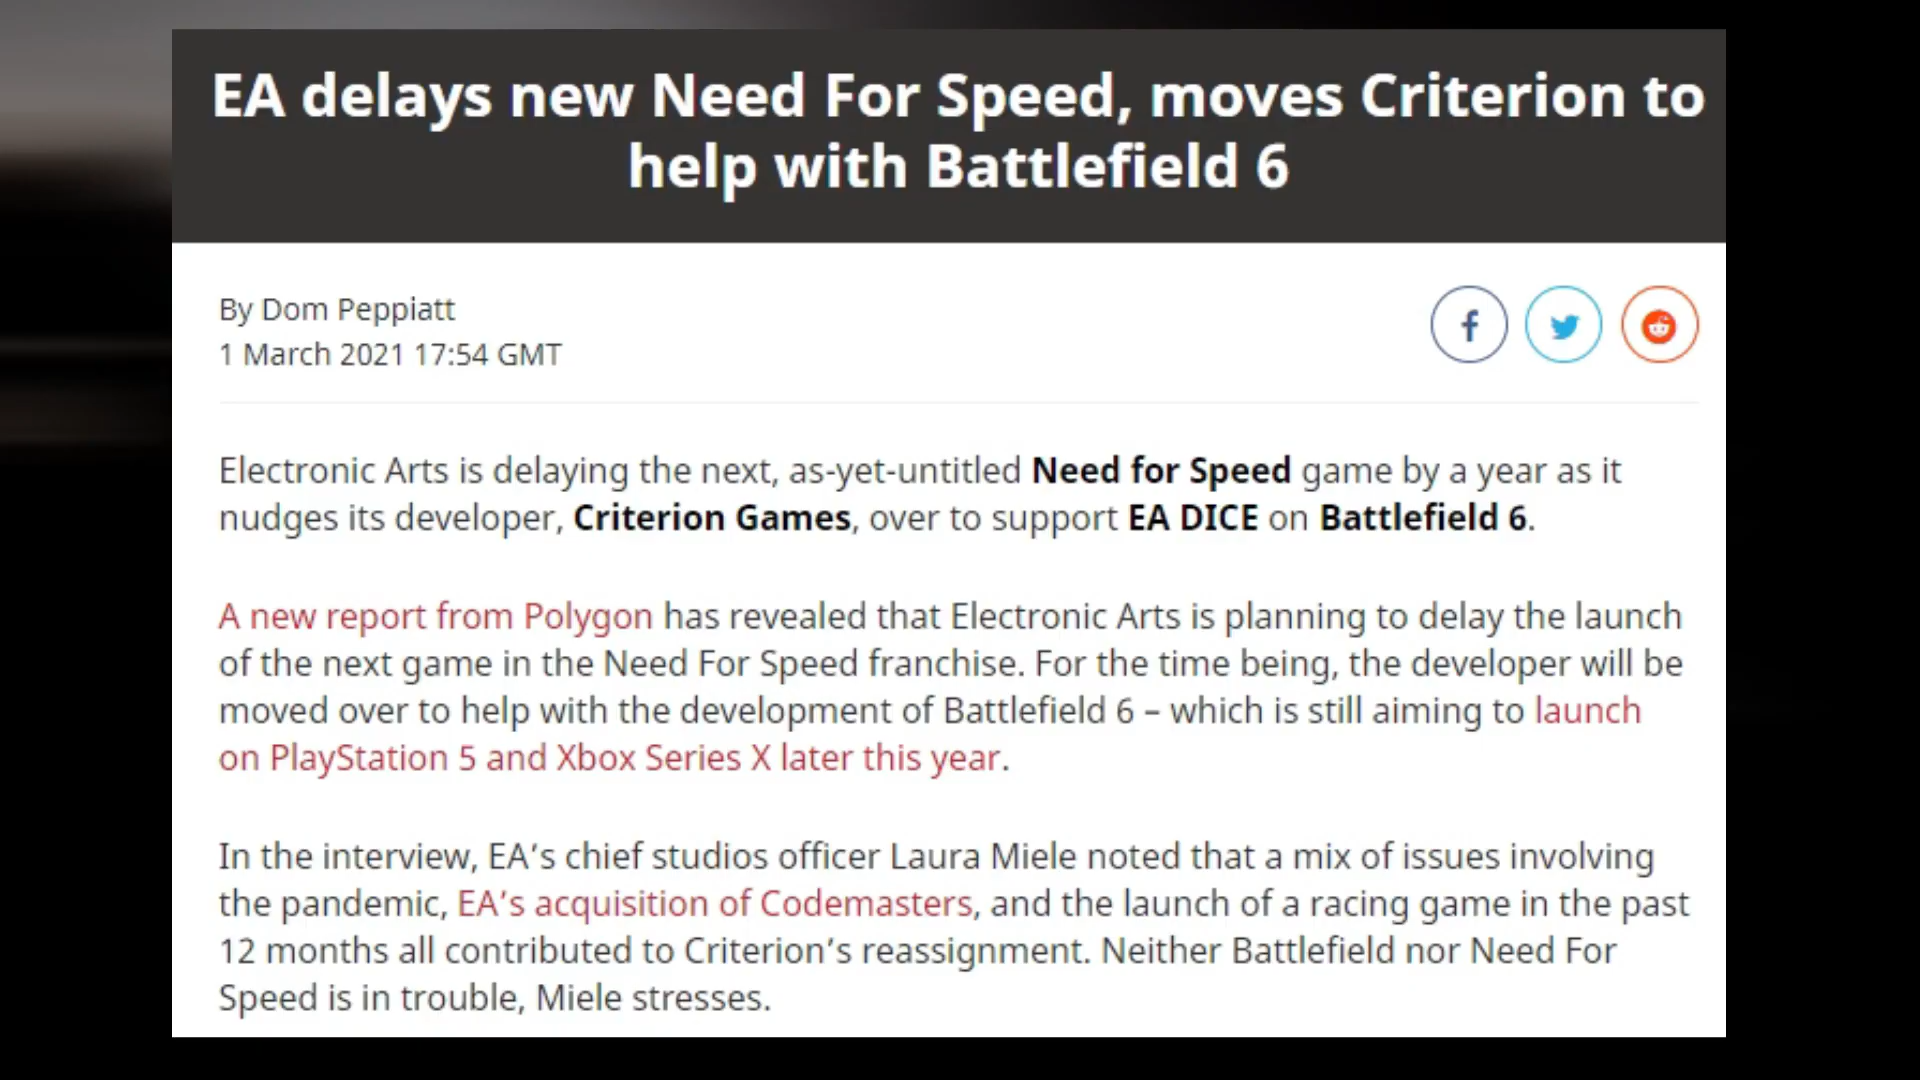 EA delays new Need For Speed, moves Criterion to
help with Battlefield 6
By Dom Peppiatt
1 March 2021 17:54 GMT
Electronic Arts is delaying the next, as-yet-untitled Need for Speed game by a year as it
nudges its developer, Criterion Games, over to support EA DICE on Battlefield 6.
A new report from Polygon has revealed that Electronic Arts is planning to delay the launch
of the next game in the Need For Speed franchise. For the time being, the developer will be
moved over to help with the development of Battlefield 6 – which is still aiming to launch
on PlayStation 5 and Xbox Series X later this year.
In the interview, EA’s chief studios officer Laura Miele noted that a mix of issues involving
the pandemic, EA’s acquisition of Codemasters, and the launch of a racing game in the past
12 months all contributed to Criterion’s reassignment. Neither Battlefield nor Need For
Speed is in trouble, Miele stresses.